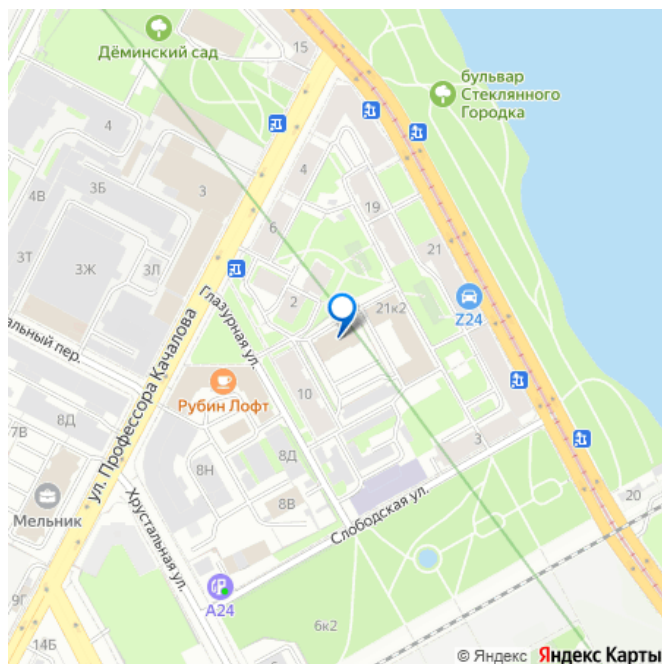 Дёминский сад
15
бульвар
Стеклянного
Городка
4
4
3Б
4В
3
19
6
3Т
3Ж
3Л
21
2
21к2
Z24
Глазурная ул.
альный пер.
ул. Профессора Качалова
10
Рубин Лофт
7В
8Д
3
8Н
8Д
Мельник
8В
Слободская ул.
20
Хрустальная ул.
А24
9Г
6к2
14Б
© Яндекс Яндекс Карты